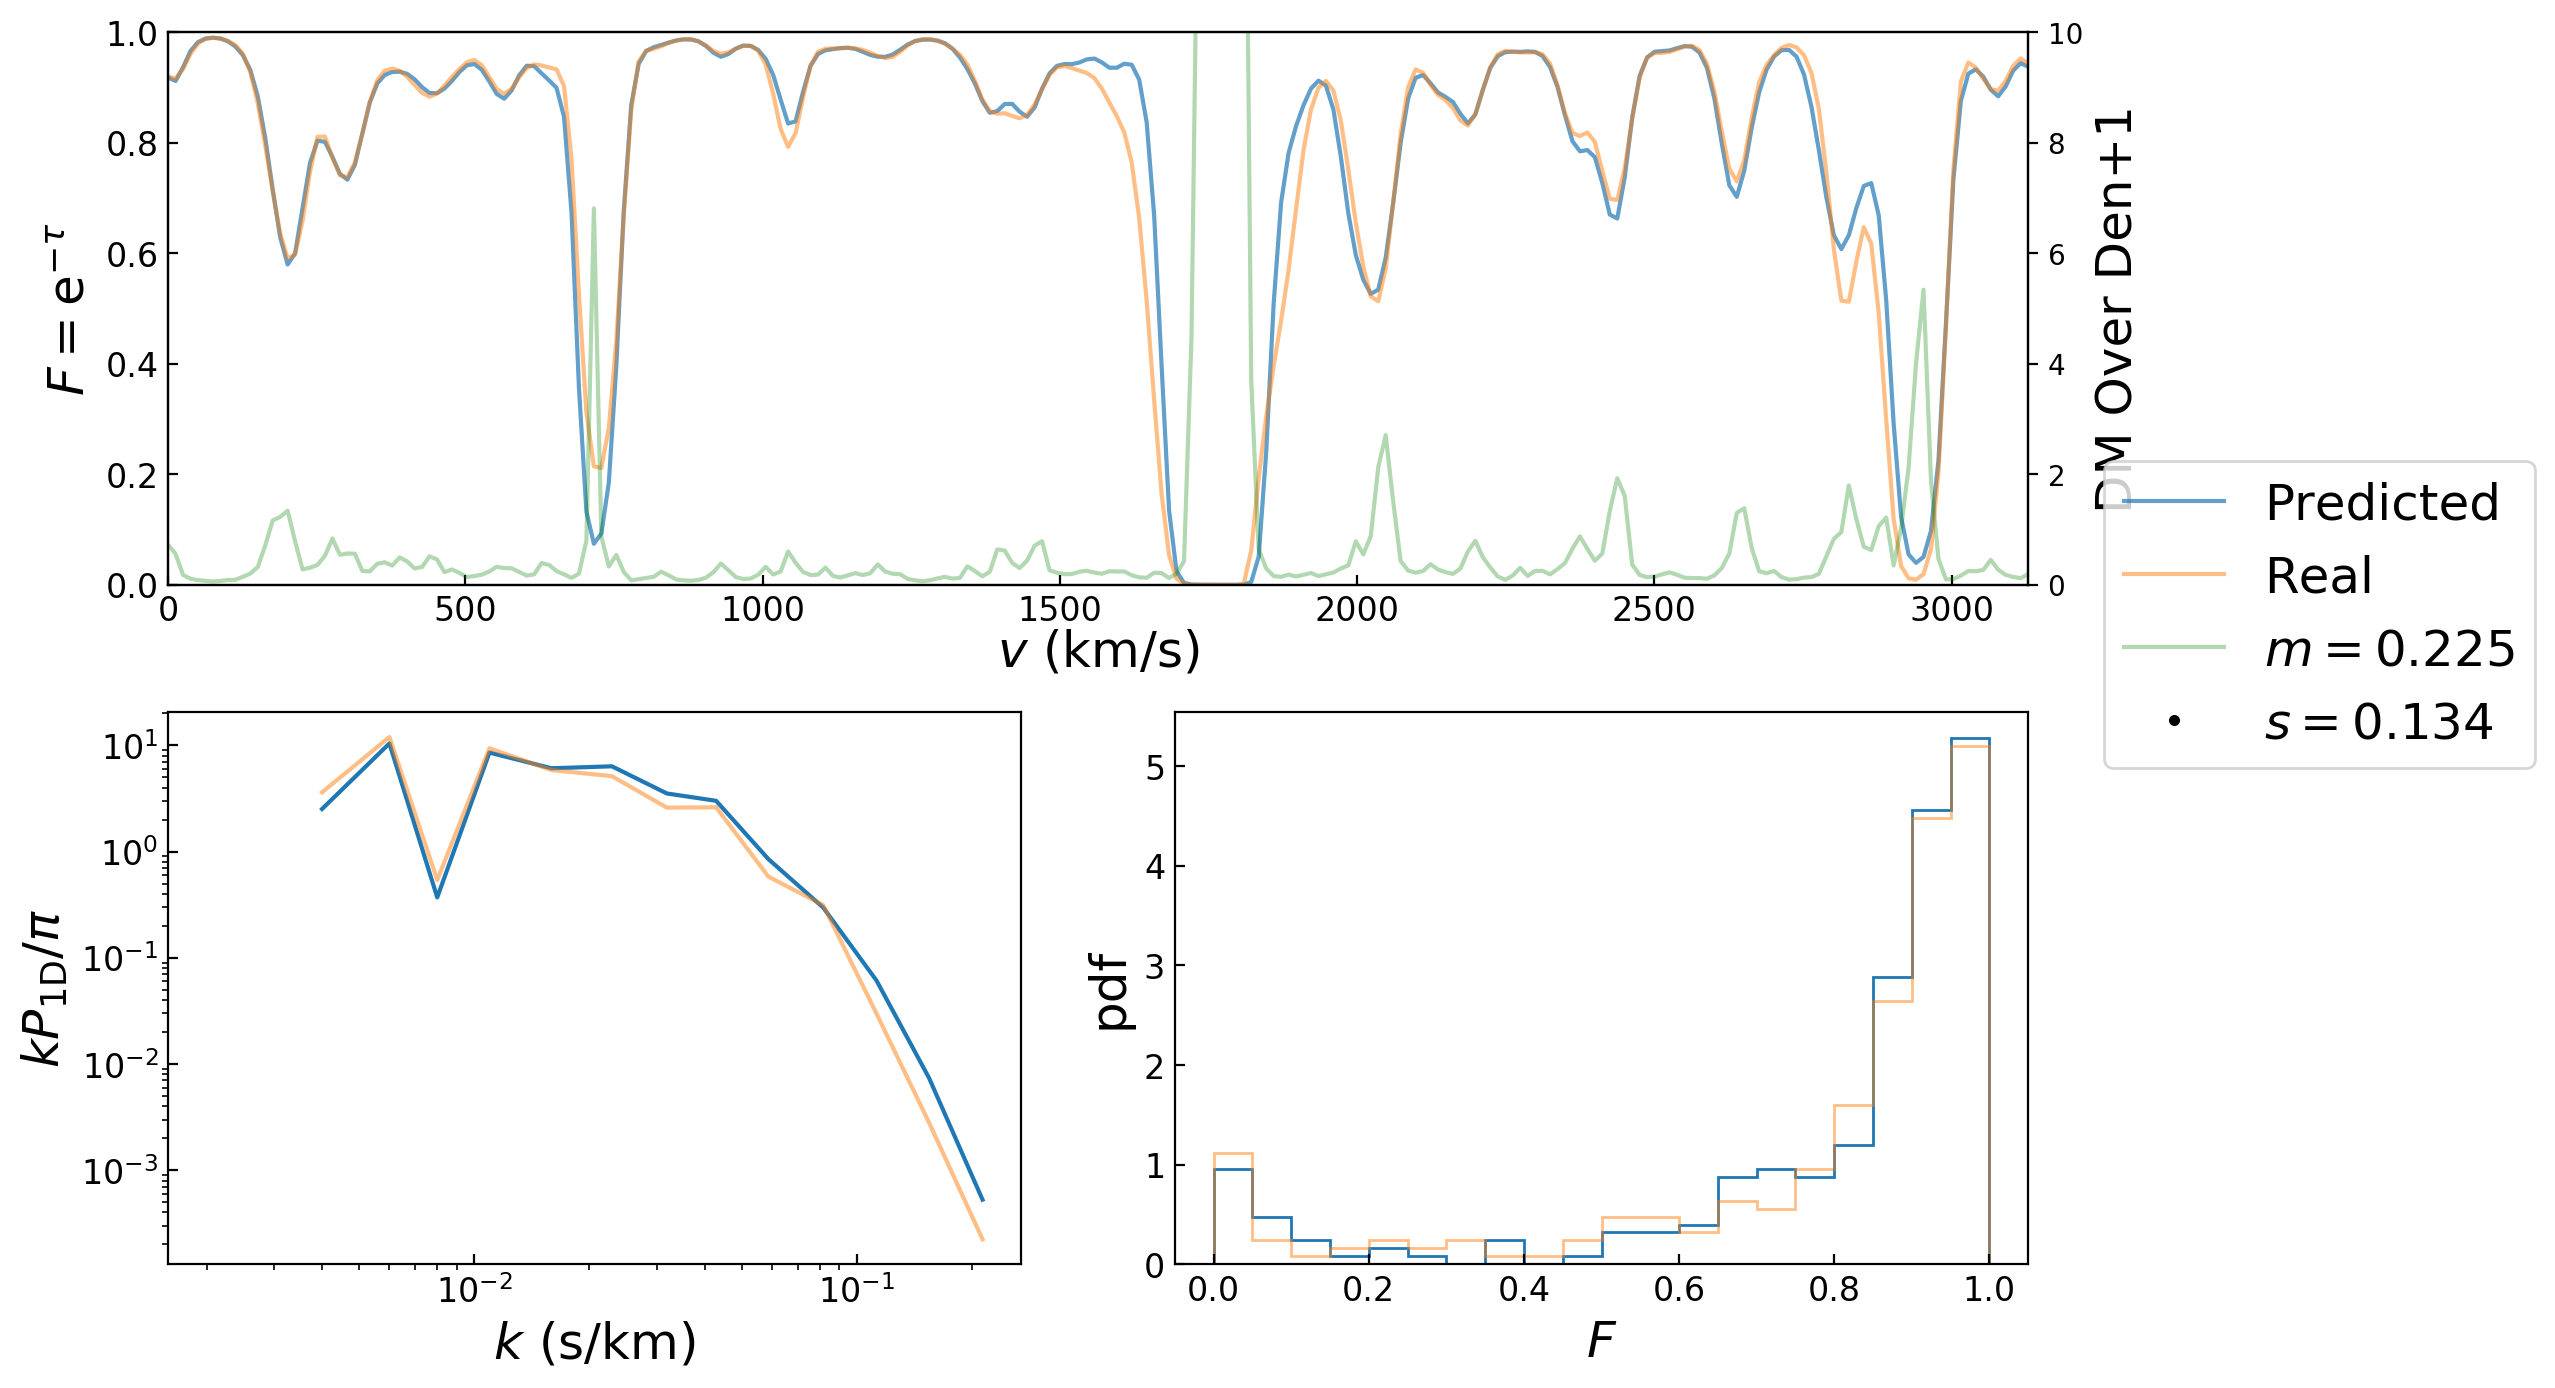 1.0
0.8
0.6
0.4
0.2
0.0
F = e^{-τ}
10
8
6
4
2
0
DM Over Den+1
0 500 1000 1500 2000 2500 3000
v (km/s)
Predicted
Real
m = 0.225
s = 0.134
10^1
10^0
10^{-1}
10^{-2}
10^{-3}
kP_{1D}/π
10^{-2} 10^{-1}
k (s/km)
5
4
3
2
1
0
pdf
0.0 0.2 0.4 0.6 0.8 1.0
F